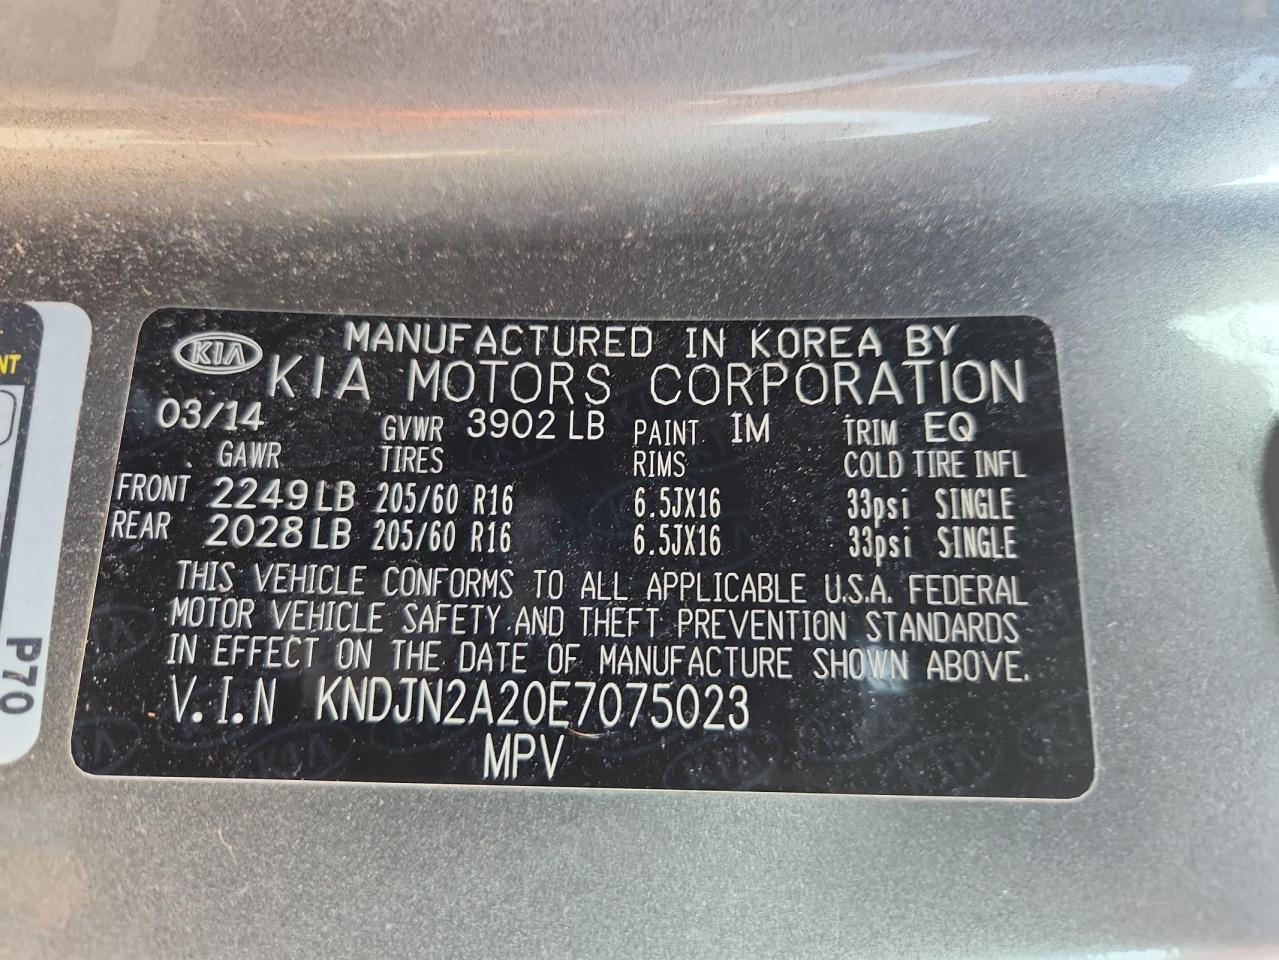 KIA MANUFACTURED IN KOREA BY
KIA MOTORS CORPORATION
03/14 GVWR 3902 LB PAINT IM TRIM EQ
GAWR TIRES RIMS COLD TIRE INFL
FRONT 2249 LB 205/60 R16 6.5JX16 33psi SINGLE
REAR 2028 LB 205/60 R16 6.5JX16 33psi SINGLE
THIS VEHICLE CONFORMS TO ALL APPLICABLE U.S.A. FEDERAL
MOTOR VEHICLE SAFETY AND THEFT PREVENTION STANDARDS
IN EFFECT ON THE DATE OF MANUFACTURE SHOWN ABOVE.
V.I.N KNDJN2A20E7075023
MPV
P70